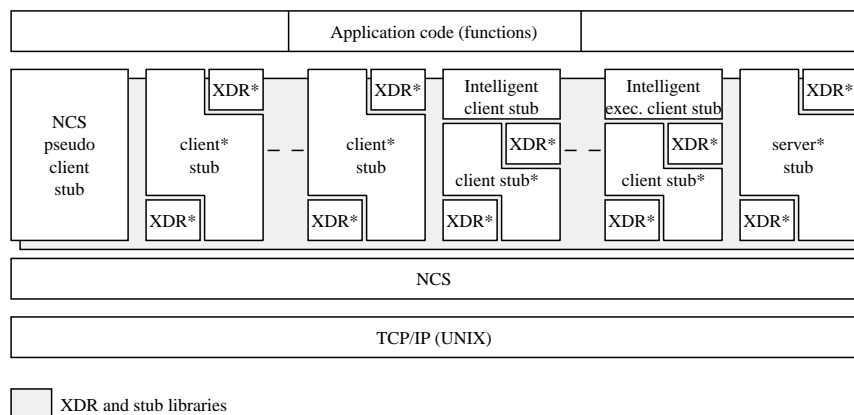 Application code (functions)
NCS
pseudo
client
stub
XDR*
client*
stub
XDR*
XDR*
client*
stub
XDR*
Intelligent
client stub
XDR*
client stub*
XDR*
Intelligent
exec. client stub
XDR*
client stub*
XDR*
XDR*
server*
stub
XDR*
NCS
TCP/IP (UNIX)
XDR and stub libraries